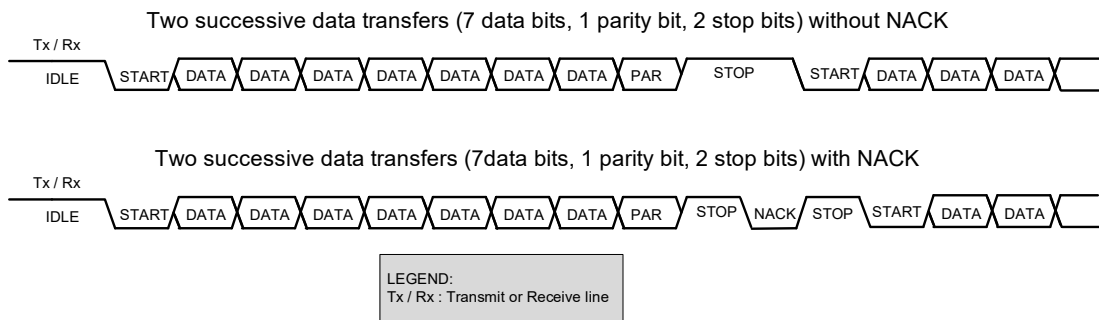 Two successive data transfers (7 data bits, 1 parity bit, 2 stop bits) without NACK
Tx / Rx
IDLE START DATA DATA DATA DATA DATA DATA DATA PAR STOP START DATA DATA DATA
Two successive data transfers (7data bits, 1 parity bit, 2 stop bits) with NACK
Tx / Rx
IDLE START DATA DATA DATA DATA DATA DATA DATA PAR STOP NACK STOP START DATA DATA
LEGEND:
Tx / Rx : Transmit or Receive line